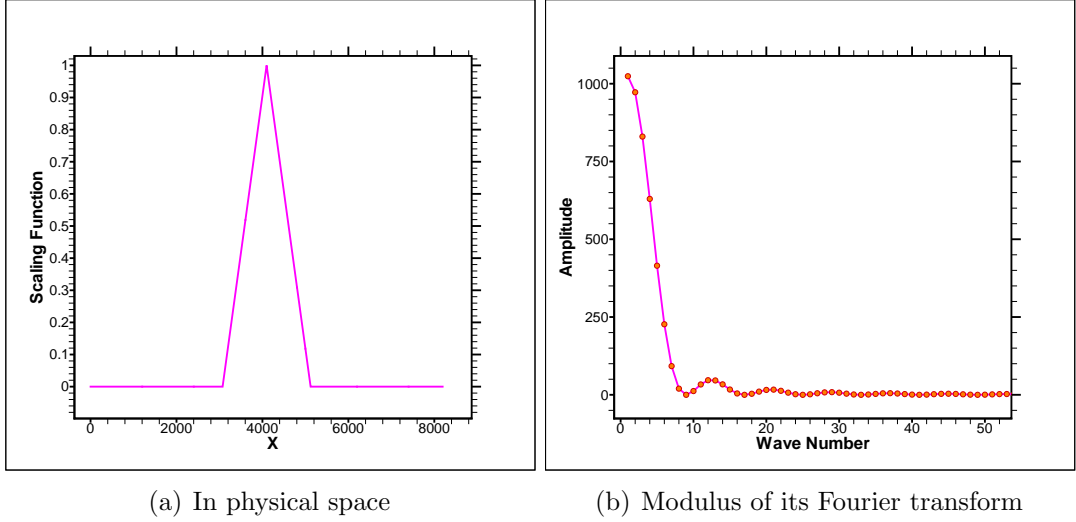 1
0.9
0.8
0.7
0.6
0.5
0.4
0.3
0.2
0.1
0
Scaling Function
0 2000 4000 6000 8000
X
1000
750
500
250
0
Amplitude
0 10 20 30 40 50
Wave Number
(a) In physical space
(b) Modulus of its Fourier transform